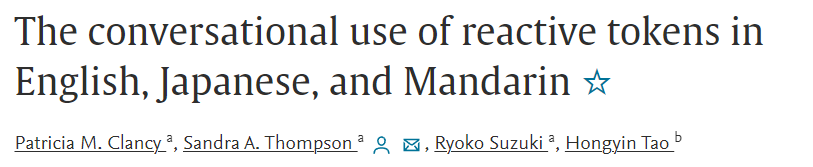 The conversational use of reactive tokens in
English, Japanese, and Mandarin ☆
Patricia M. Clancy a, Sandra A. Thompson a, Ryoko Suzuki a, Hongyin Tao b